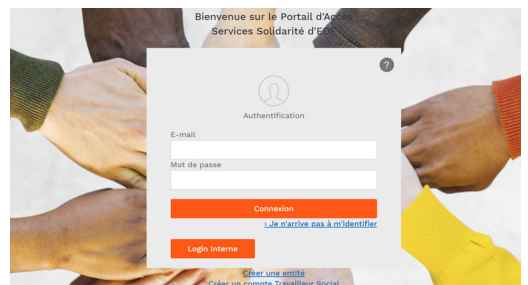 Bienvenue sur le Portail d'Accès
Services Solidarité d'EDF
?
Authentification
E-mail
Mot de passe
Connexion
› Je n'arrive pas à m'identifier
Login Interne
Créer une entité
Créer un compte Travailleur Social